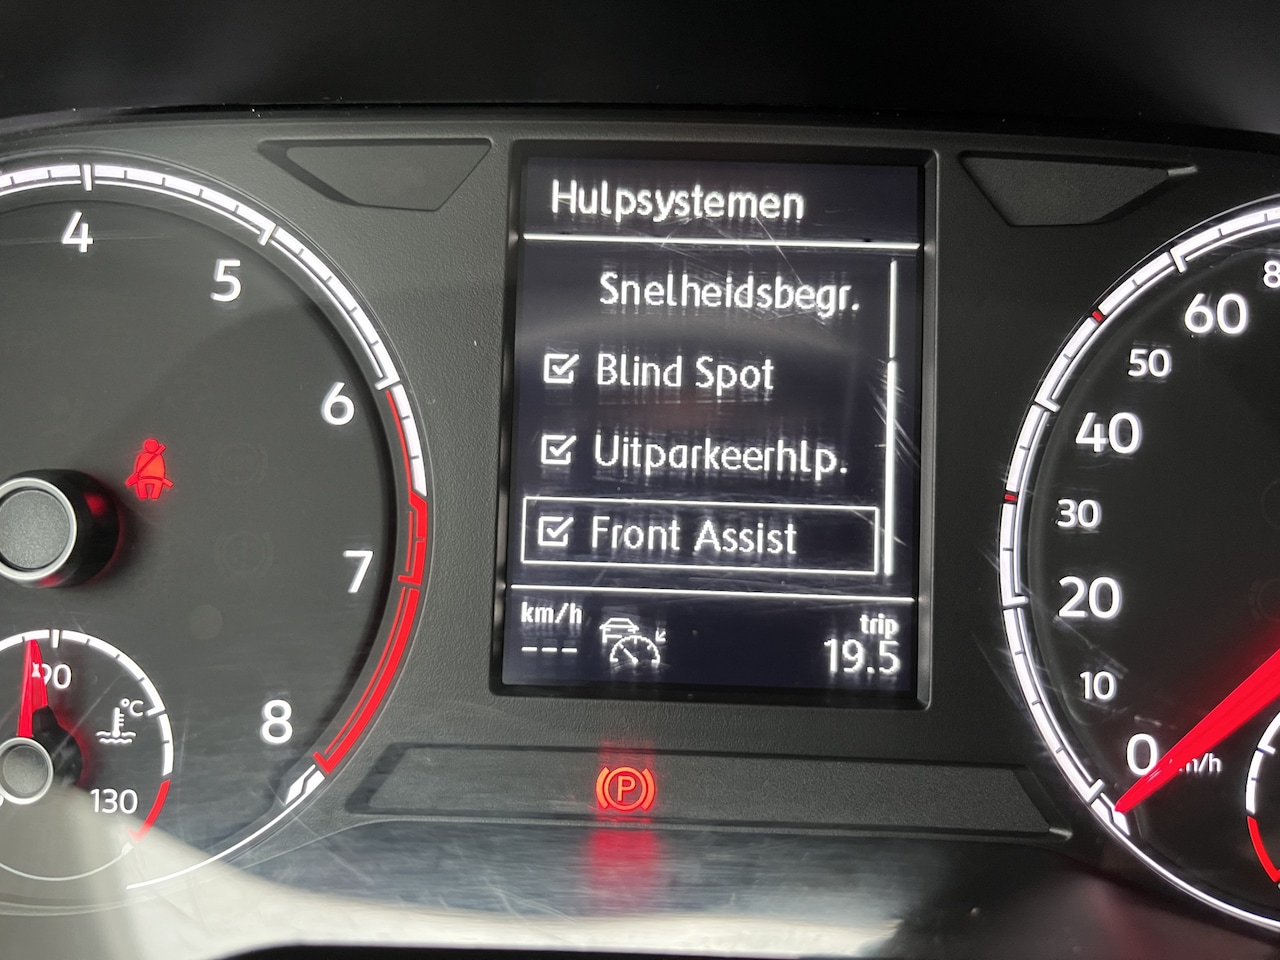 4
5
6
7
8
90
°C
130
Hulpsystemen
Snelheidsbegr.
Blind Spot
Uitparkeerhlp.
Front Assist
km/h
---
trip
19.5
P
60
50
40
30
20
10
0